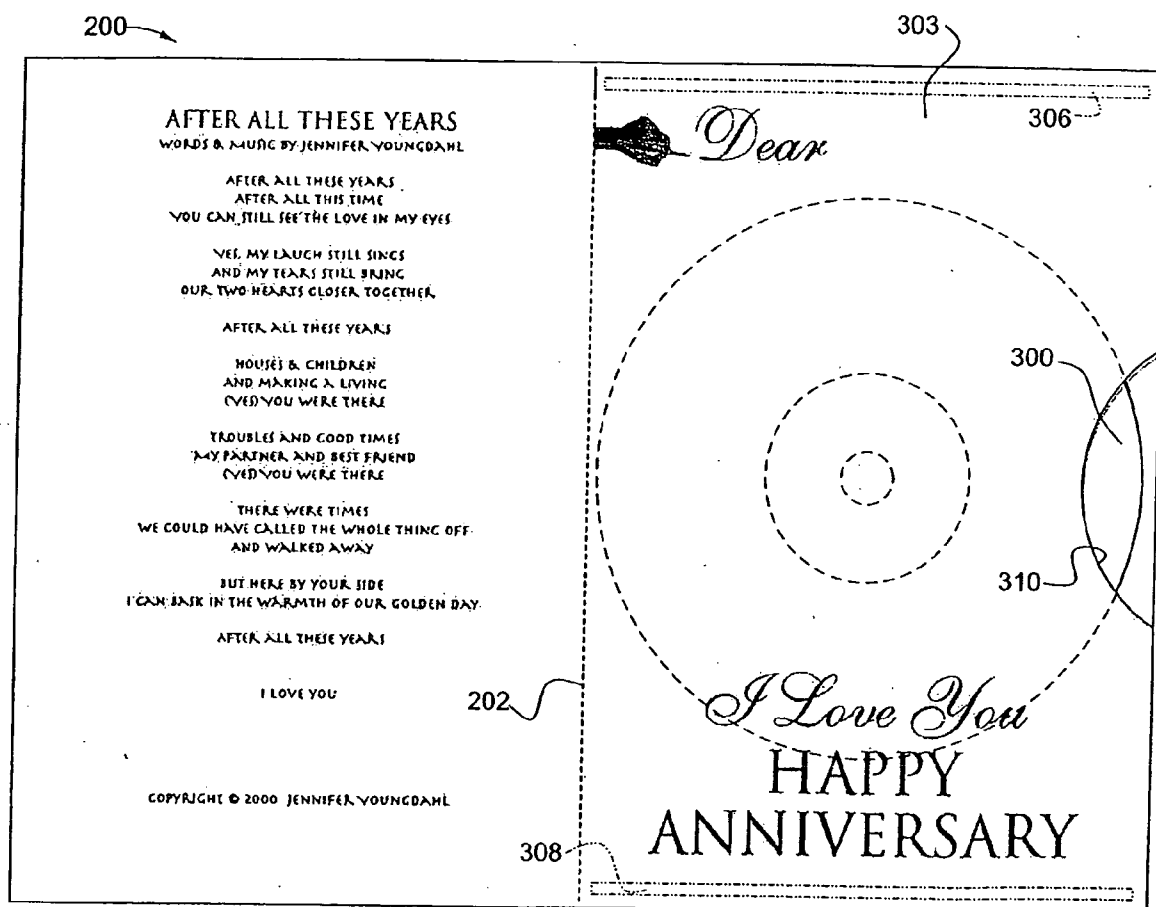 200
303
AFTER ALL THESE YEARS
WORDS & MUSIC BY JENNIFER YOUNGDAHL
AFTER ALL THESE YEARS
AFTER ALL THIS TIME
YOU CAN STILL SEE THE LOVE IN MY EYES
YES, MY LAUGH STILL SINGS
AND MY TEARS STILL BRING
OUR TWO HEARTS CLOSER TOGETHER
AFTER ALL THESE YEARS
HOUSES & CHILDREN
AND MAKING A LIVING
(YES) YOU WERE THERE
TROUBLES AND GOOD TIMES
MY PARTNER AND BEST FRIEND
(YES) YOU WERE THERE
THERE WERE TIMES
WE COULD HAVE CALLED THE WHOLE THING OFF
AND WALKED AWAY
BUT HERE BY YOUR SIDE
I CAN BASK IN THE WARMTH OF OUR GOLDEN DAY
AFTER ALL THESE YEARS
I LOVE YOU
COPYRIGHT © 2000 JENNIFER YOUNGDAHL
202
306
Dear
300
310
I Love You
HAPPY
ANNIVERSARY
308